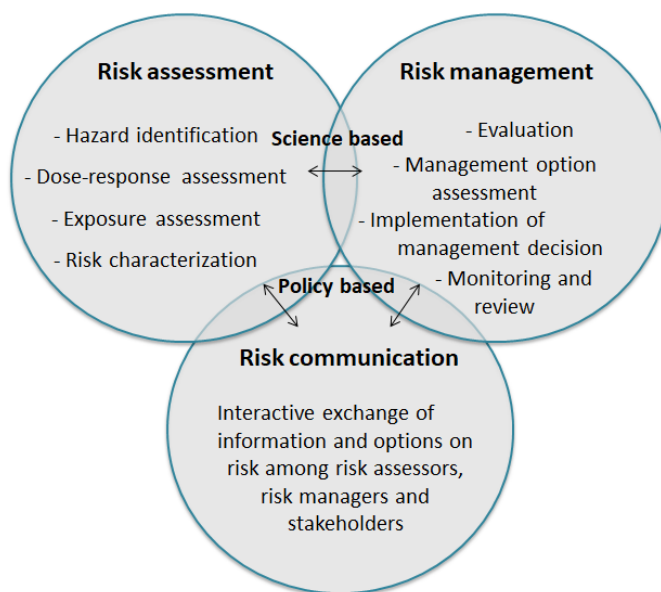 Risk assessment
- Hazard identification
- Dose-response assessment
- Exposure assessment
- Risk characterization
Science based
Risk management
- Evaluation
- Management option
assessment
- Implementation of
management decision
- Monitoring and
review
Policy based
Risk communication
Interactive exchange of
information and options on
risk among risk assessors,
risk managers and
stakeholders